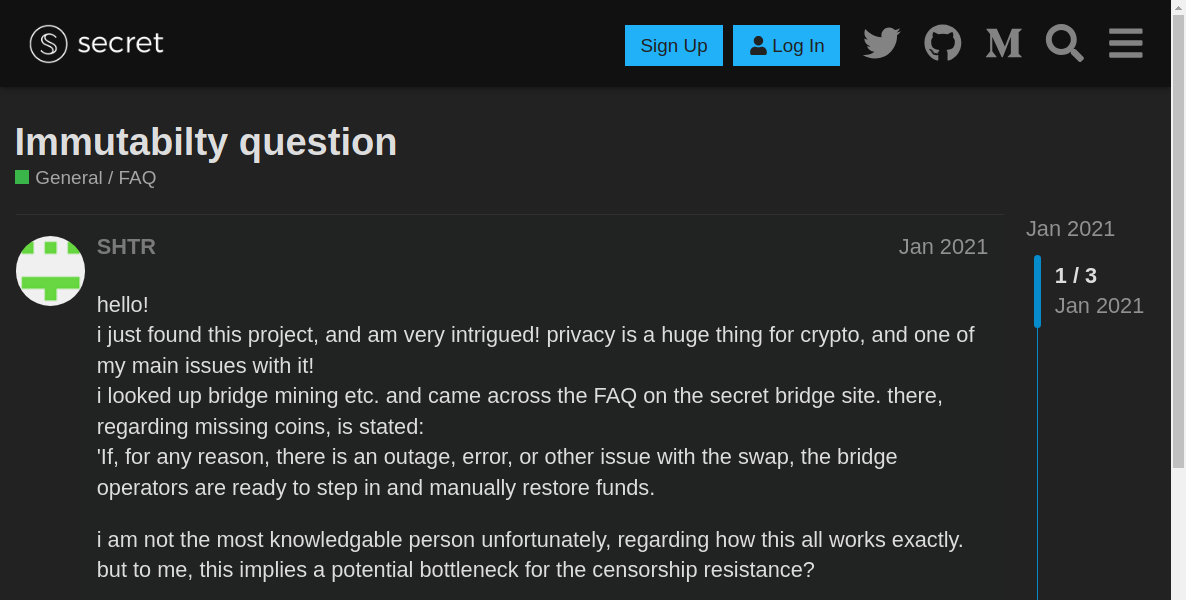 secret
Sign Up
Log In
Immutabilty question
General / FAQ
SHTR
Jan 2021
hello!
i just found this project, and am very intrigued! privacy is a huge thing for crypto, and one of
my main issues with it!
i looked up bridge mining etc. and came across the FAQ on the secret bridge site. there,
regarding missing coins, is stated:
'If, for any reason, there is an outage, error, or other issue with the swap, the bridge
operators are ready to step in and manually restore funds.
i am not the most knowledgable person unfortunately, regarding how this all works exactly.
but to me, this implies a potential bottleneck for the censorship resistance?
Jan 2021
1 / 3
Jan 2021